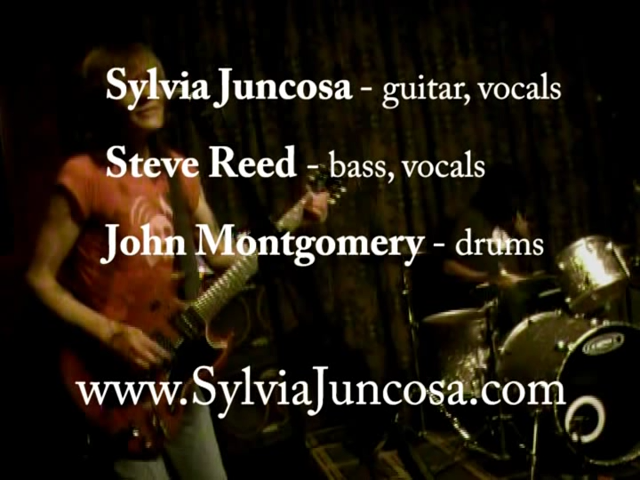 Sylvia Juncosa - guitar, vocals
Steve Reed - bass, vocals
John Montgomery - drums
www.SylviaJuncosa.com